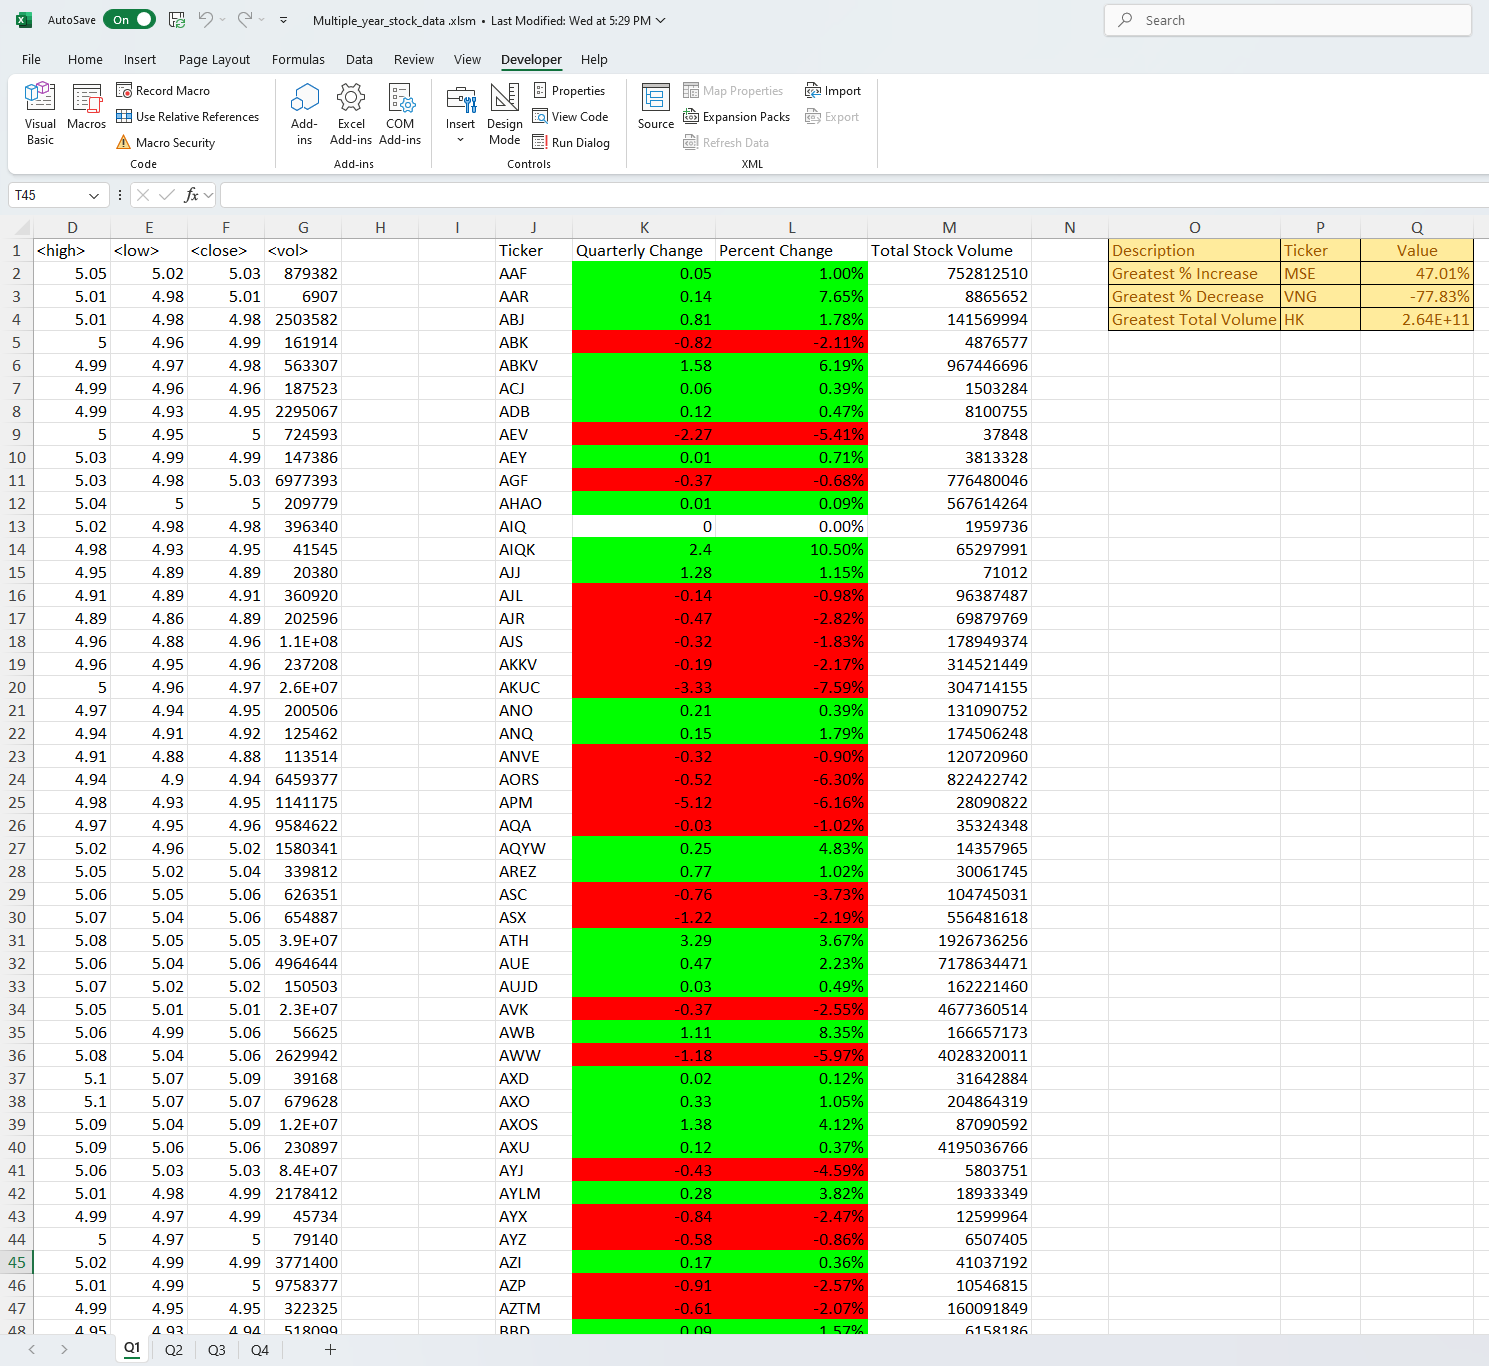 AutoSave On Multiple_year_stock_data .xlsm • Last Modified: Wed at 5:29 PM Search
File Home Insert Page Layout Formulas Data Review View Developer Help
Visual Basic
Macros
Record Macro
Use Relative References
Macro Security
Code
Add-ins
Excel Add-ins
COM Add-ins
Add-ins
Insert
Design Mode
Properties
View Code
Run Dialog
Controls
Source
Map Properties
Expansion Packs
Refresh Data
Import
Export
XML
T45 fx
D E F G H I J K L M N O P Q
1 <high> <low> <close> <vol> Ticker Quarterly Change Percent Change Total Stock Volume Description Ticker Value
2 5.05 5.02 5.03 879382 AAF 0.05 1.00% 752812510 Greatest % Increase MSE 47.01%
3 5.01 4.98 5.01 6907 AAR 0.14 7.65% 8865652 Greatest % Decrease VNG -77.83%
4 5.01 4.98 4.98 2503582 ABJ 0.81 1.78% 141569994 Greatest Total Volume HK 2.64E+11
5 5 4.96 4.99 161914 ABK -0.82 -2.11% 4876577
6 4.99 4.97 4.98 563307 ABKV 1.58 6.19% 967446696
7 4.99 4.96 4.96 187523 ACJ 0.06 0.39% 1503284
8 4.99 4.93 4.95 2295067 ADB 0.12 0.47% 8100755
9 5 4.95 5 724593 AEV -2.27 -5.41% 37848
10 5.03 4.99 4.99 147386 AEY 0.01 0.71% 3813328
11 5.03 4.98 5.03 6977393 AGF -0.37 -0.68% 776480046
12 5.04 5 5 209779 AHAO 0.01 0.09% 567614264
13 5.02 4.98 4.98 396340 AIQ 0 0.00% 1959736
14 4.98 4.93 4.95 41545 AIQK 2.4 10.50% 65297991
15 4.95 4.89 4.89 20380 AJJ 1.28 1.15% 71012
16 4.91 4.89 4.91 360920 AJL -0.14 -0.98% 96387487
17 4.89 4.86 4.89 202596 AJR -0.47 -2.82% 69879769
18 4.96 4.88 4.96 1.1E+08 AJS -0.32 -1.83% 178949374
19 4.96 4.95 4.96 237208 AKKV -0.19 -2.17% 314521449
20 5 4.96 4.97 2.6E+07 AKUC -3.33 -7.59% 304714155
21 4.97 4.94 4.95 200506 ANO 0.21 0.39% 131090752
22 4.94 4.91 4.92 125462 ANQ 0.15 1.79% 174506248
23 4.91 4.88 4.88 113514 ANVE -0.32 -0.90% 120720960
24 4.94 4.9 4.94 6459377 AORS -0.52 -6.30% 822422742
25 4.98 4.93 4.95 1141175 APM -5.12 -6.16% 28090822
26 4.97 4.95 4.96 9584622 AQA -0.03 -1.02% 35324348
27 5.02 4.96 5.02 1580341 AQYW 0.25 4.83% 14357965
28 5.05 5.02 5.04 339812 AREZ 0.77 1.02% 30061745
29 5.06 5.05 5.06 626351 ASC -0.76 -3.73% 104745031
30 5.07 5.04 5.06 654887 ASX -1.22 -2.19% 556481618
31 5.08 5.05 5.05 3.9E+07 ATH 3.29 3.67% 1926736256
32 5.06 5.04 5.06 4964644 AUE 0.47 2.23% 7178634471
33 5.07 5.02 5.02 150503 AUJD 0.03 0.49% 162221460
34 5.05 5.01 5.01 2.3E+07 AVK -0.37 -2.55% 4677360514
35 5.06 4.99 5.06 56625 AWB 1.11 8.35% 166657173
36 5.08 5.04 5.06 2629942 AWW -1.18 -5.97% 4028320011
37 5.1 5.07 5.09 39168 AXD 0.02 0.12% 31642884
38 5.1 5.07 5.07 679628 AXO 0.33 1.05% 204864319
39 5.09 5.04 5.09 1.2E+07 AXOS 1.38 4.12% 87090592
40 5.09 5.06 5.06 230897 AXU 0.12 0.37% 4195036766
41 5.06 5.03 5.03 8.4E+07 AYJ -0.43 -4.59% 5803751
42 5.01 4.98 4.99 2178412 AYLM 0.28 3.82% 18933349
43 4.99 4.97 4.99 45734 AYX -0.84 -2.47% 12599964
44 5 4.97 5 79140 AYZ -0.58 -0.86% 6507405
45 5.02 4.99 4.99 3771400 AZI 0.17 0.36% 41037192
46 5.01 4.99 5 9758377 AZP -0.91 -2.57% 10546815
47 4.99 4.95 4.95 322325 AZTM -0.61 -2.07% 160091849
48 4.95 4.93 4.94 518099 BBD 0.09 1.57% 6158186
Q1 Q2 Q3 Q4